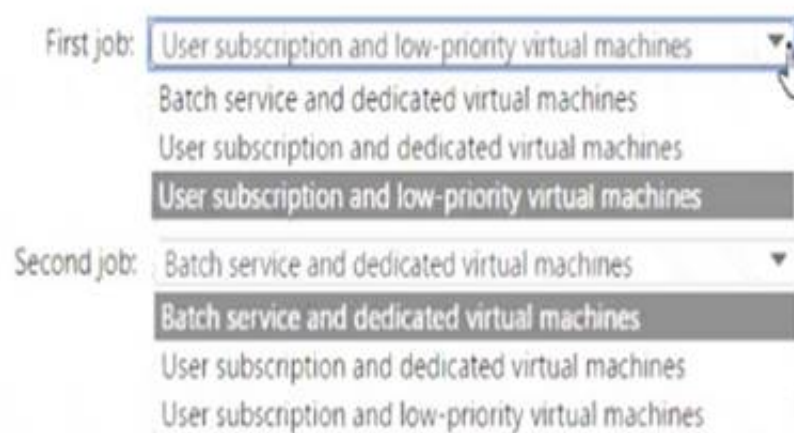 First job: User subscription and low-priority virtual machines
Batch service and dedicated virtual machines
User subscription and dedicated virtual machines
User subscription and low-priority virtual machines
Second job: Batch service and dedicated virtual machines
Batch service and dedicated virtual machines
User subscription and dedicated virtual machines
User subscription and low-priority virtual machines